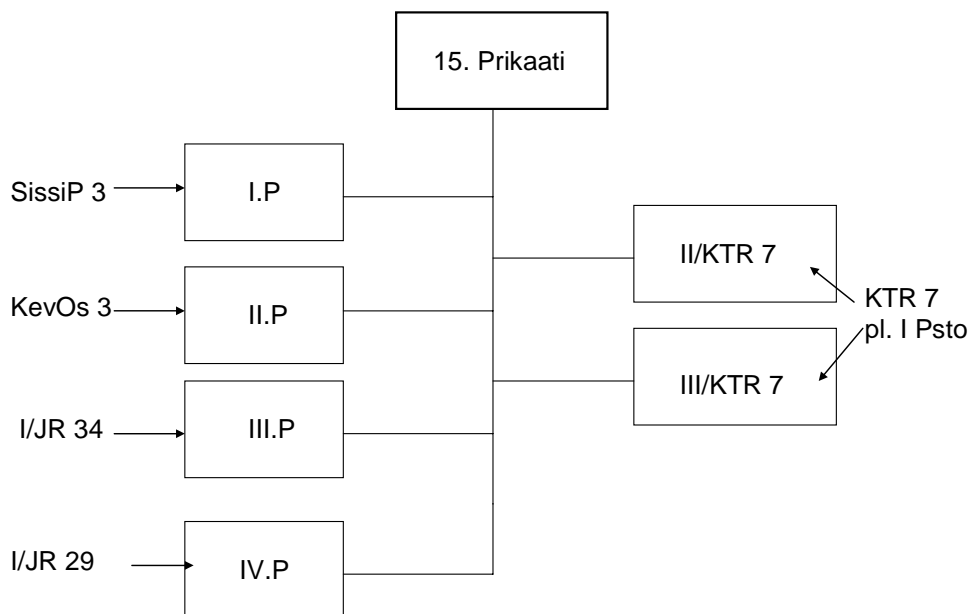 15. Prikaati
SissiP 3
I.P
II/KTR 7
KevOs 3
II.P
KTR 7
pl. I Psto
III/KTR 7
I/JR 34
III.P
I/JR 29
IV.P